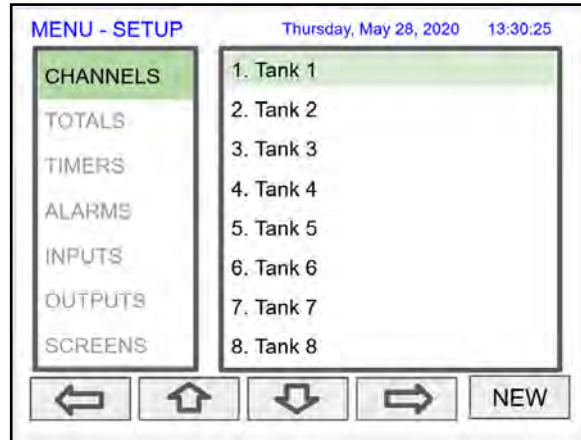 MENU - SETUP Thursday, May 28, 2020 13:30:25
CHANNELS
TOTALS
TIMERS
ALARMS
INPUTS
OUTPUTS
SCREENS
1. Tank 1
2. Tank 2
3. Tank 3
4. Tank 4
5. Tank 5
6. Tank 6
7. Tank 7
8. Tank 8
NEW